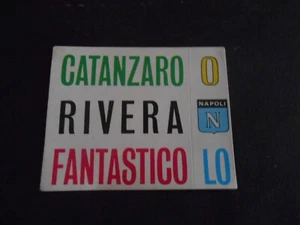 CATANZARO O
RIVERA NAPOLI N
FANTASTICO LO